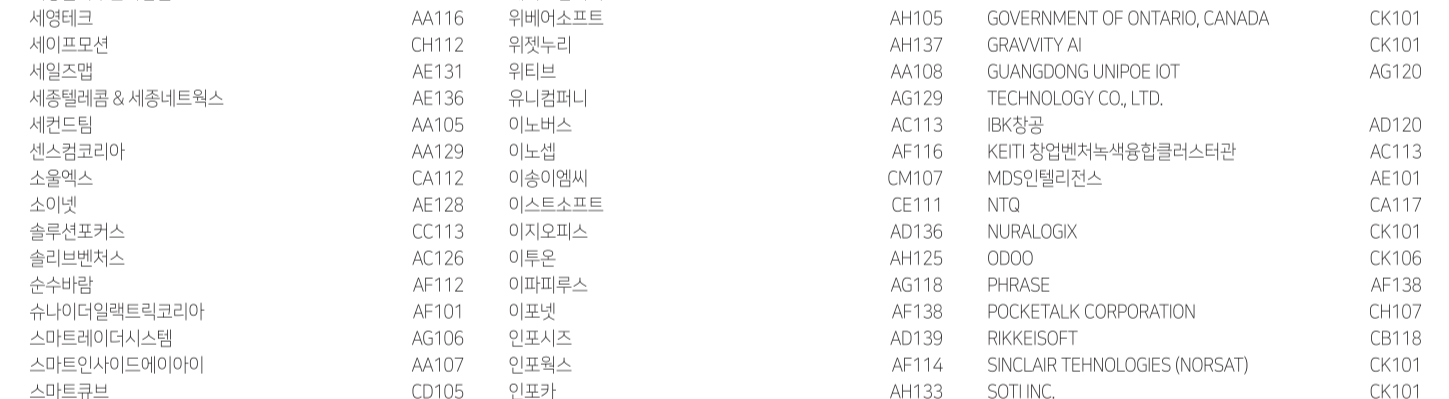 세영테크 AA116
세이프모션 CH112
세일즈맵 AE131
세종텔레콤 & 세종네트웍스 AE136
세컨드팀 AA105
센스컴코리아 AA129
소울엑스 CA112
소이넷 AE128
솔루션포커스 CC113
솔리브벤처스 AC126
순수바람 AF112
슈나이더일랙트릭코리아 AF101
스마트레이더시스템 AG106
스마트인사이드에이아이 AA107
스마트큐브 CD105
위베어소프트 AH105
위젯누리 AH137
위티브 AA108
유니컴퍼니 AG129
이노버스 AC113
이노셉 AF116
이송이엠씨 CM107
이스트소프트 CE111
이지오피스 AD136
이투온 AH125
이파피루스 AG118
이포넷 AF138
인포시즈 AD139
인포웍스 AF114
인포카 AH133
GOVERNMENT OF ONTARIO, CANADA CK101
GRAVVITY AI CK101
GUANGDONG UNIPOE IOT AG120
TECHNOLOGY CO., LTD.
IBK창공 AD120
KEITI 창업벤처녹색융합클러스터관 AC113
MDS인텔리전스 AE101
NTQ CA117
NURALOGIX CK101
ODOO CK106
PHRASE AF138
POCKETALK CORPORATION CH107
RIKKEISOFT CB118
SINCLAIR TEHNOLOGIES (NORSAT) CK101
SOTI INC. CK101